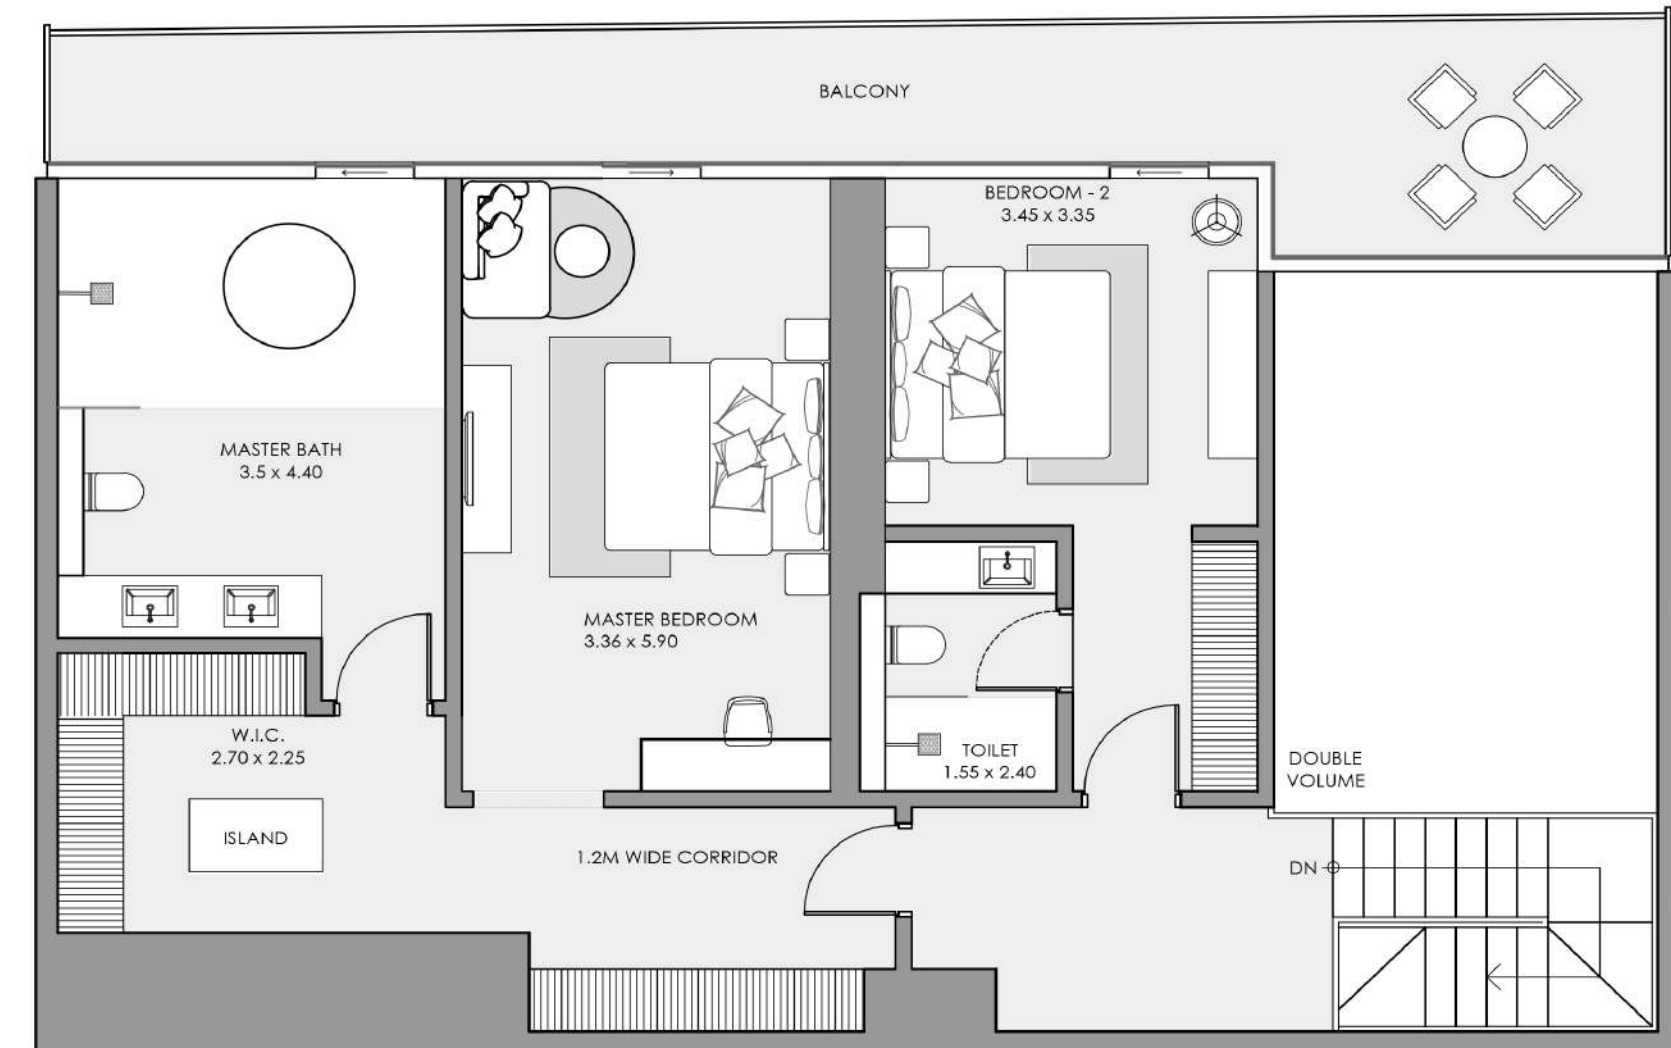 BALCONY
BEDROOM - 2
3.45 x 3.35
MASTER BATH
3.5 x 4.40
MASTER BEDROOM
3.36 x 5.90
W.I.C.
2.70 x 2.25
TOILET
1.55 x 2.40
DOUBLE
VOLUME
ISLAND
1.2M WIDE CORRIDOR
DN